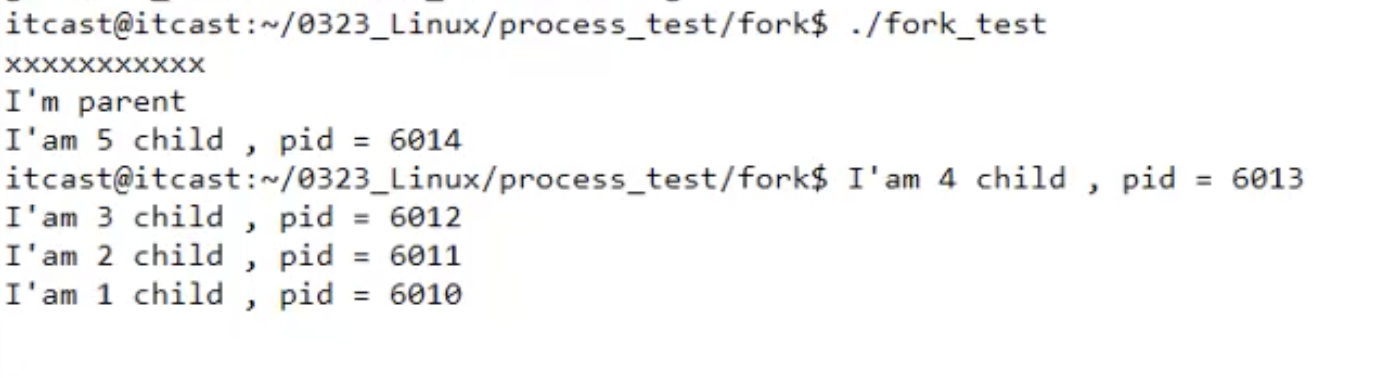 itcast@itcast:~/0323_Linux/process_test/fork$ ./fork_test
xxxxxxxxxxx
I'm parent
I'am 5 child , pid = 6014
itcast@itcast:~/0323_Linux/process_test/fork$ I'am 4 child , pid = 6013
I'am 3 child , pid = 6012
I'am 2 child , pid = 6011
I'am 1 child , pid = 6010